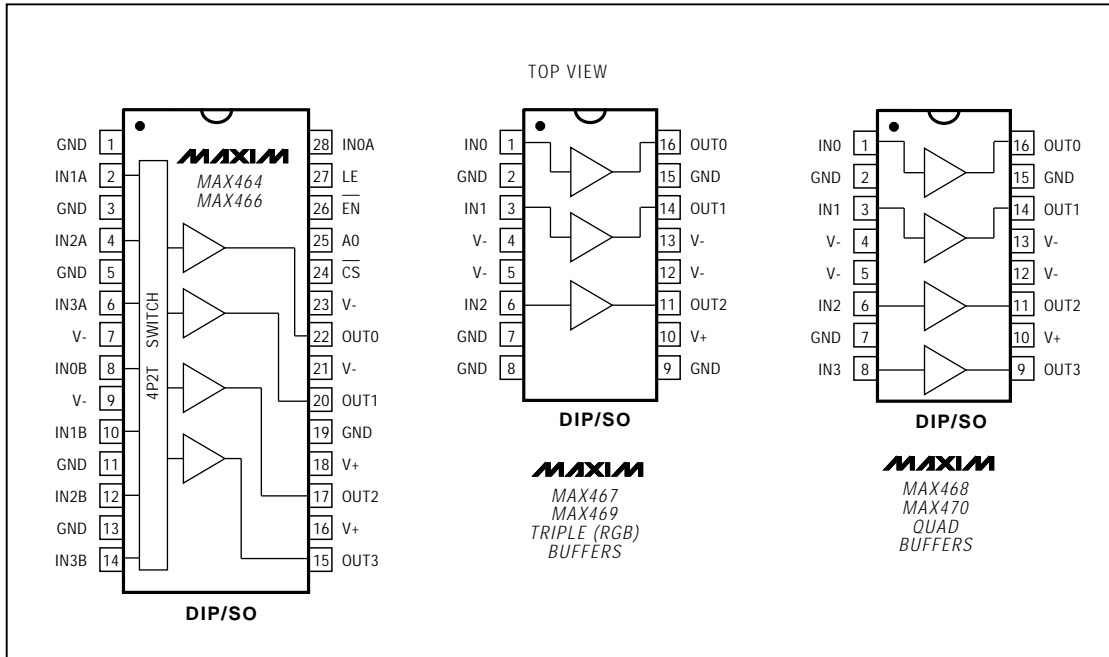 TOP VIEW
GND 1
IN1A 2
GND 3
IN2A 4
GND 5
IN3A 6
V- 7
IN0B 8
V- 9
IN1B 10
GND 11
IN2B 12
GND 13
IN3B 14
4P2T SWITCH
MAXIM
MAX464
MAX466
28 IN0A
27 LE
26 EN
25 A0
24 CS
23 V-
22 OUT0
21 V-
20 OUT1
19 GND
18 V+
17 OUT2
16 V+
15 OUT3
DIP/SO
IN0 1
GND 2
IN1 3
V- 4
V- 5
IN2 6
GND 7
GND 8
16 OUT0
15 GND
14 OUT1
13 V-
12 V-
11 OUT2
10 V+
9 GND
DIP/SO
MAXIM
MAX467
MAX469
TRIPLE (RGB)
BUFFERS
IN0 1
GND 2
IN1 3
V- 4
V- 5
IN2 6
GND 7
IN3 8
16 OUT0
15 GND
14 OUT1
13 V-
12 V-
11 OUT2
10 V+
9 OUT3
DIP/SO
MAXIM
MAX468
MAX470
QUAD
BUFFERS